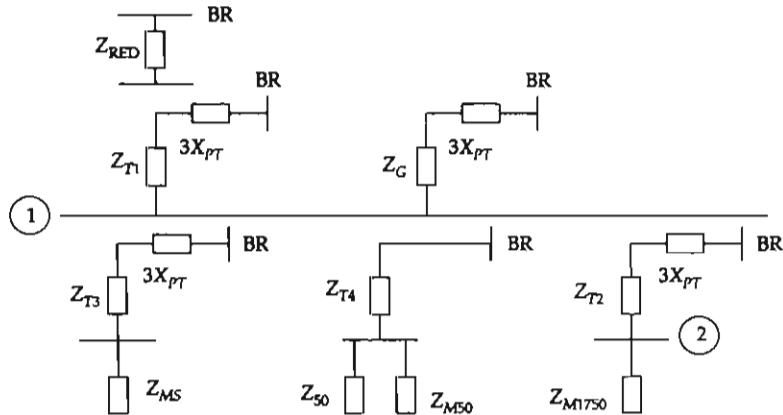 BR
Z_RED
BR
BR
3X_PT
3X_PT
Z_T1
Z_G
1
BR
BR
BR
3X_PT
3X_PT
Z_T3
Z_T4
Z_T2
2
Z_MS
Z_50
Z_M50
Z_M1750